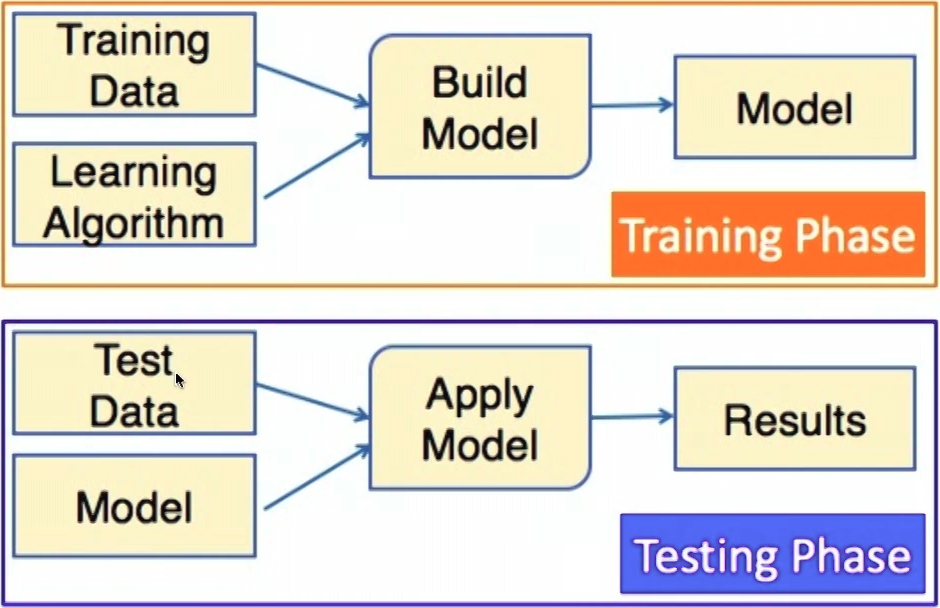 Training
Data
Learning
Algorithm
Build
Model
Model
Training Phase
Test
Data
Model
Apply
Model
Results
Testing Phase